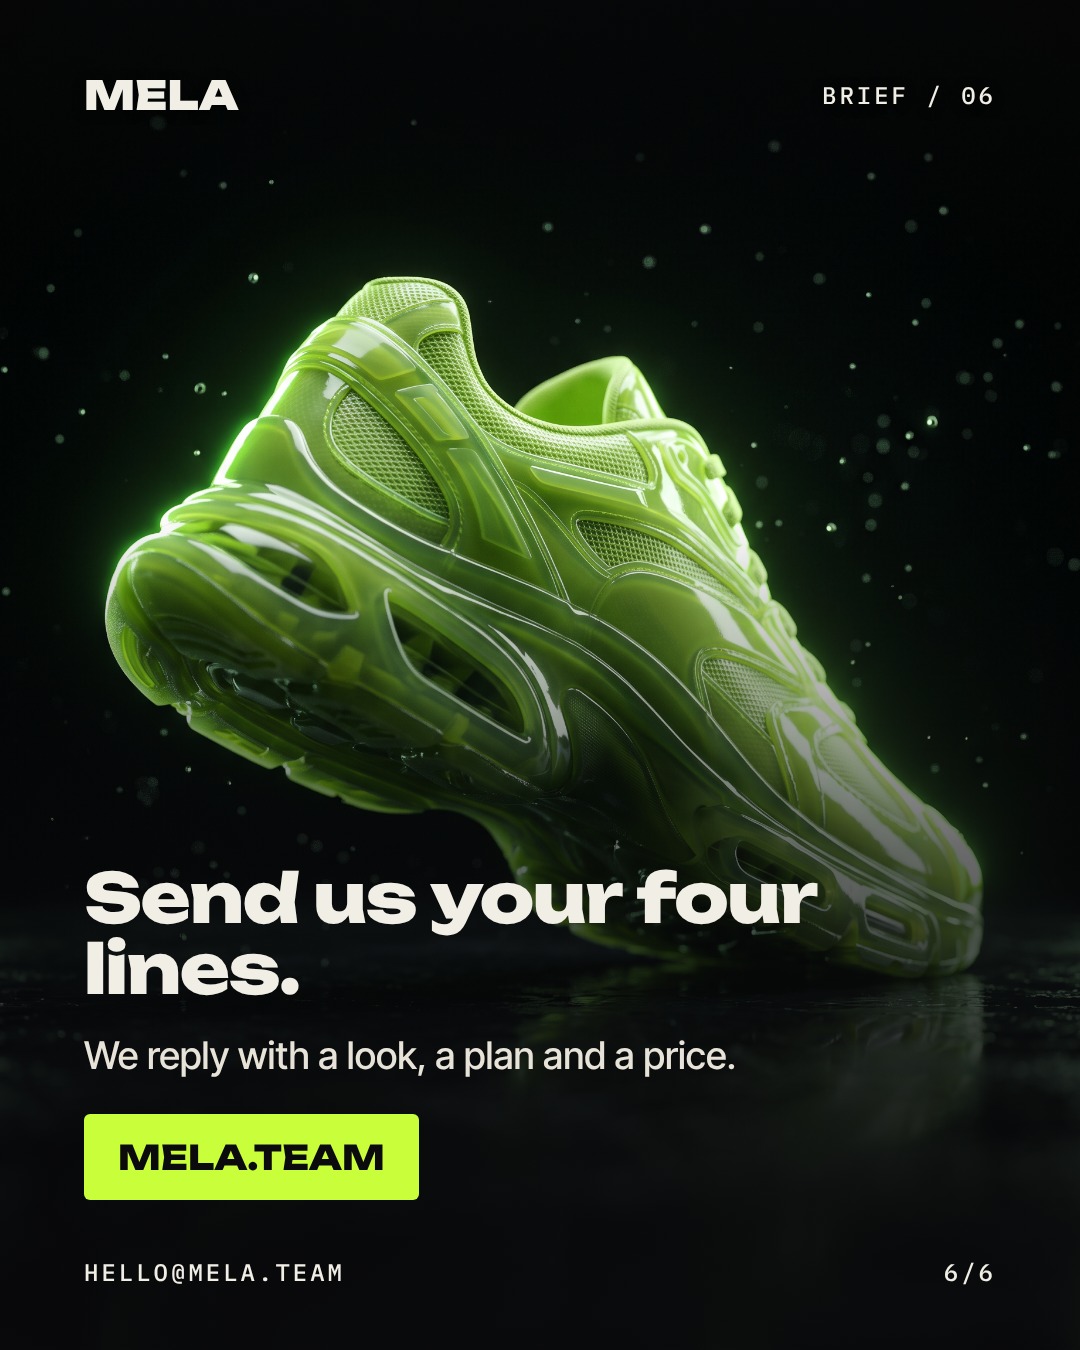 MELA
BRIEF / 06
Send us your four
lines.
We reply with a look, a plan and a price.
MELA.TEAM
HELLO@MELA.TEAM
6/6